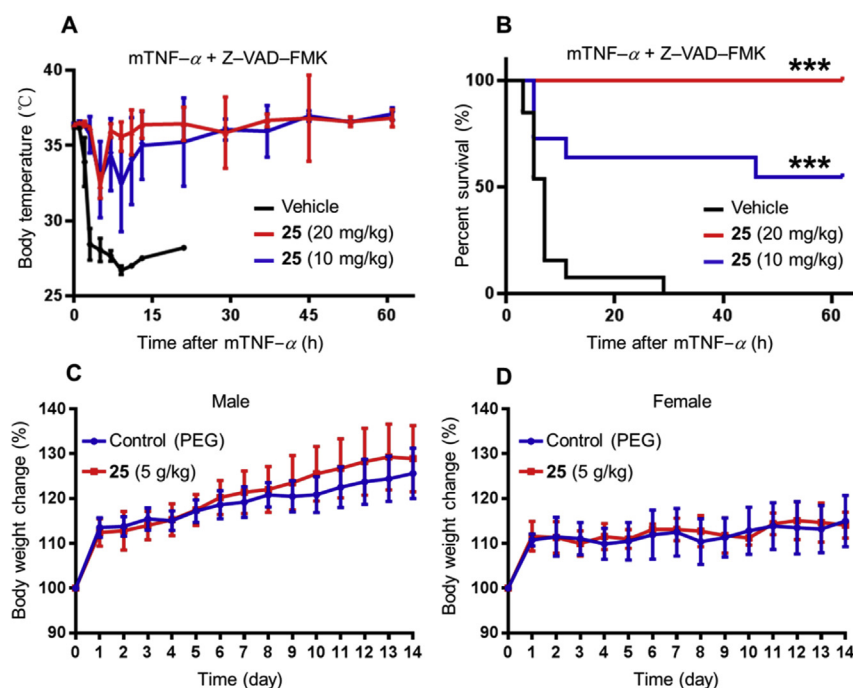 A
mTNF–α + Z–VAD–FMK
Body temperature (℃)
40
36
32
28
25
Vehicle
25 (20 mg/kg)
25 (10 mg/kg)
0
15
30
45
60
Time after mTNF-α (h)
B
mTNF–α + Z–VAD–FMK
Percent survival (%)
100
50
0
***
***
Vehicle
25 (20 mg/kg)
25 (10 mg/kg)
0
20
40
60
Time after mTNF-α (h)
C
Male
Body weight change (%)
140
130
120
110
100
90
Control (PEG)
25 (5 g/kg)
0 1 2 3 4 5 6 7 8 9 10 11 12 13 14
Time (day)
D
Female
Body weight change (%)
140
130
120
110
100
90
Control (PEG)
25 (5 g/kg)
0 1 2 3 4 5 6 7 8 9 10 11 12 13 14
Time (day)